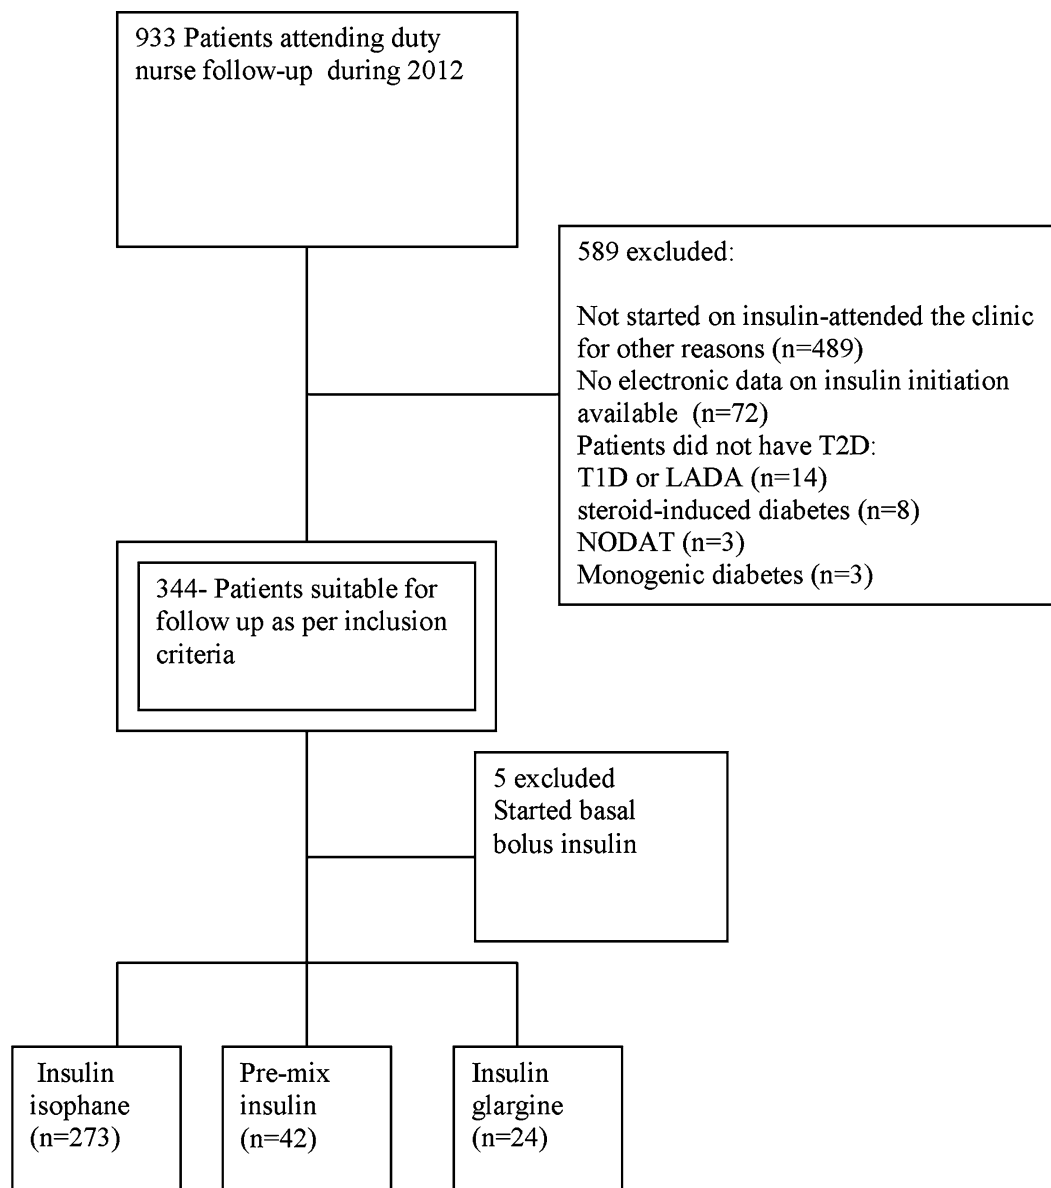 933 Patients attending duty
nurse follow-up during 2012
589 excluded:
Not started on insulin-attended the clinic
for other reasons (n=489)
No electronic data on insulin initiation
available (n=72)
Patients did not have T2D:
T1D or LADA (n=14)
steroid-induced diabetes (n=8)
NODAT (n=3)
Monogenic diabetes (n=3)
344- Patients suitable for
follow up as per inclusion
criteria
5 excluded
Started basal
bolus insulin
Insulin
isophane
(n=273)
Pre-mix
insulin
(n=42)
Insulin
glargine
(n=24)